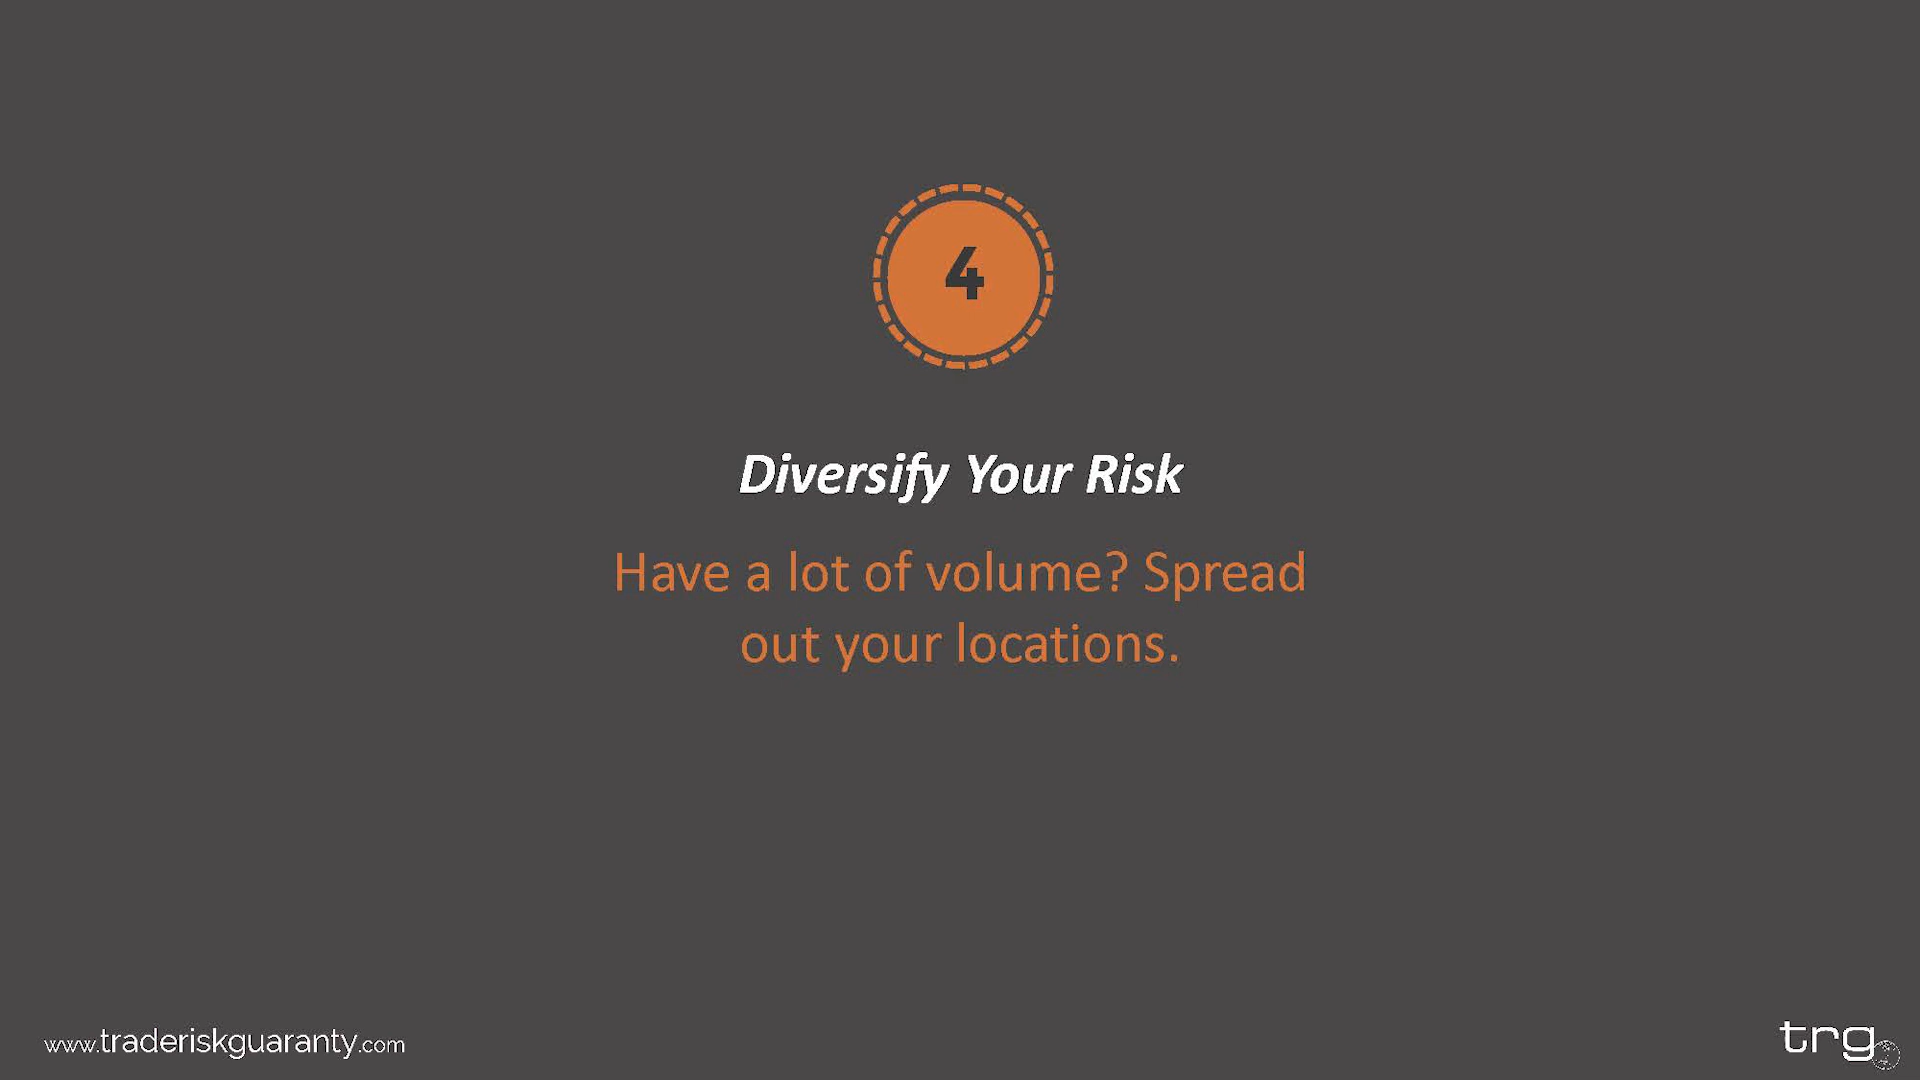 4
Diversify Your Risk
Have a lot of volume? Spread
out your locations.
www.traderiskguaranty.com
trg